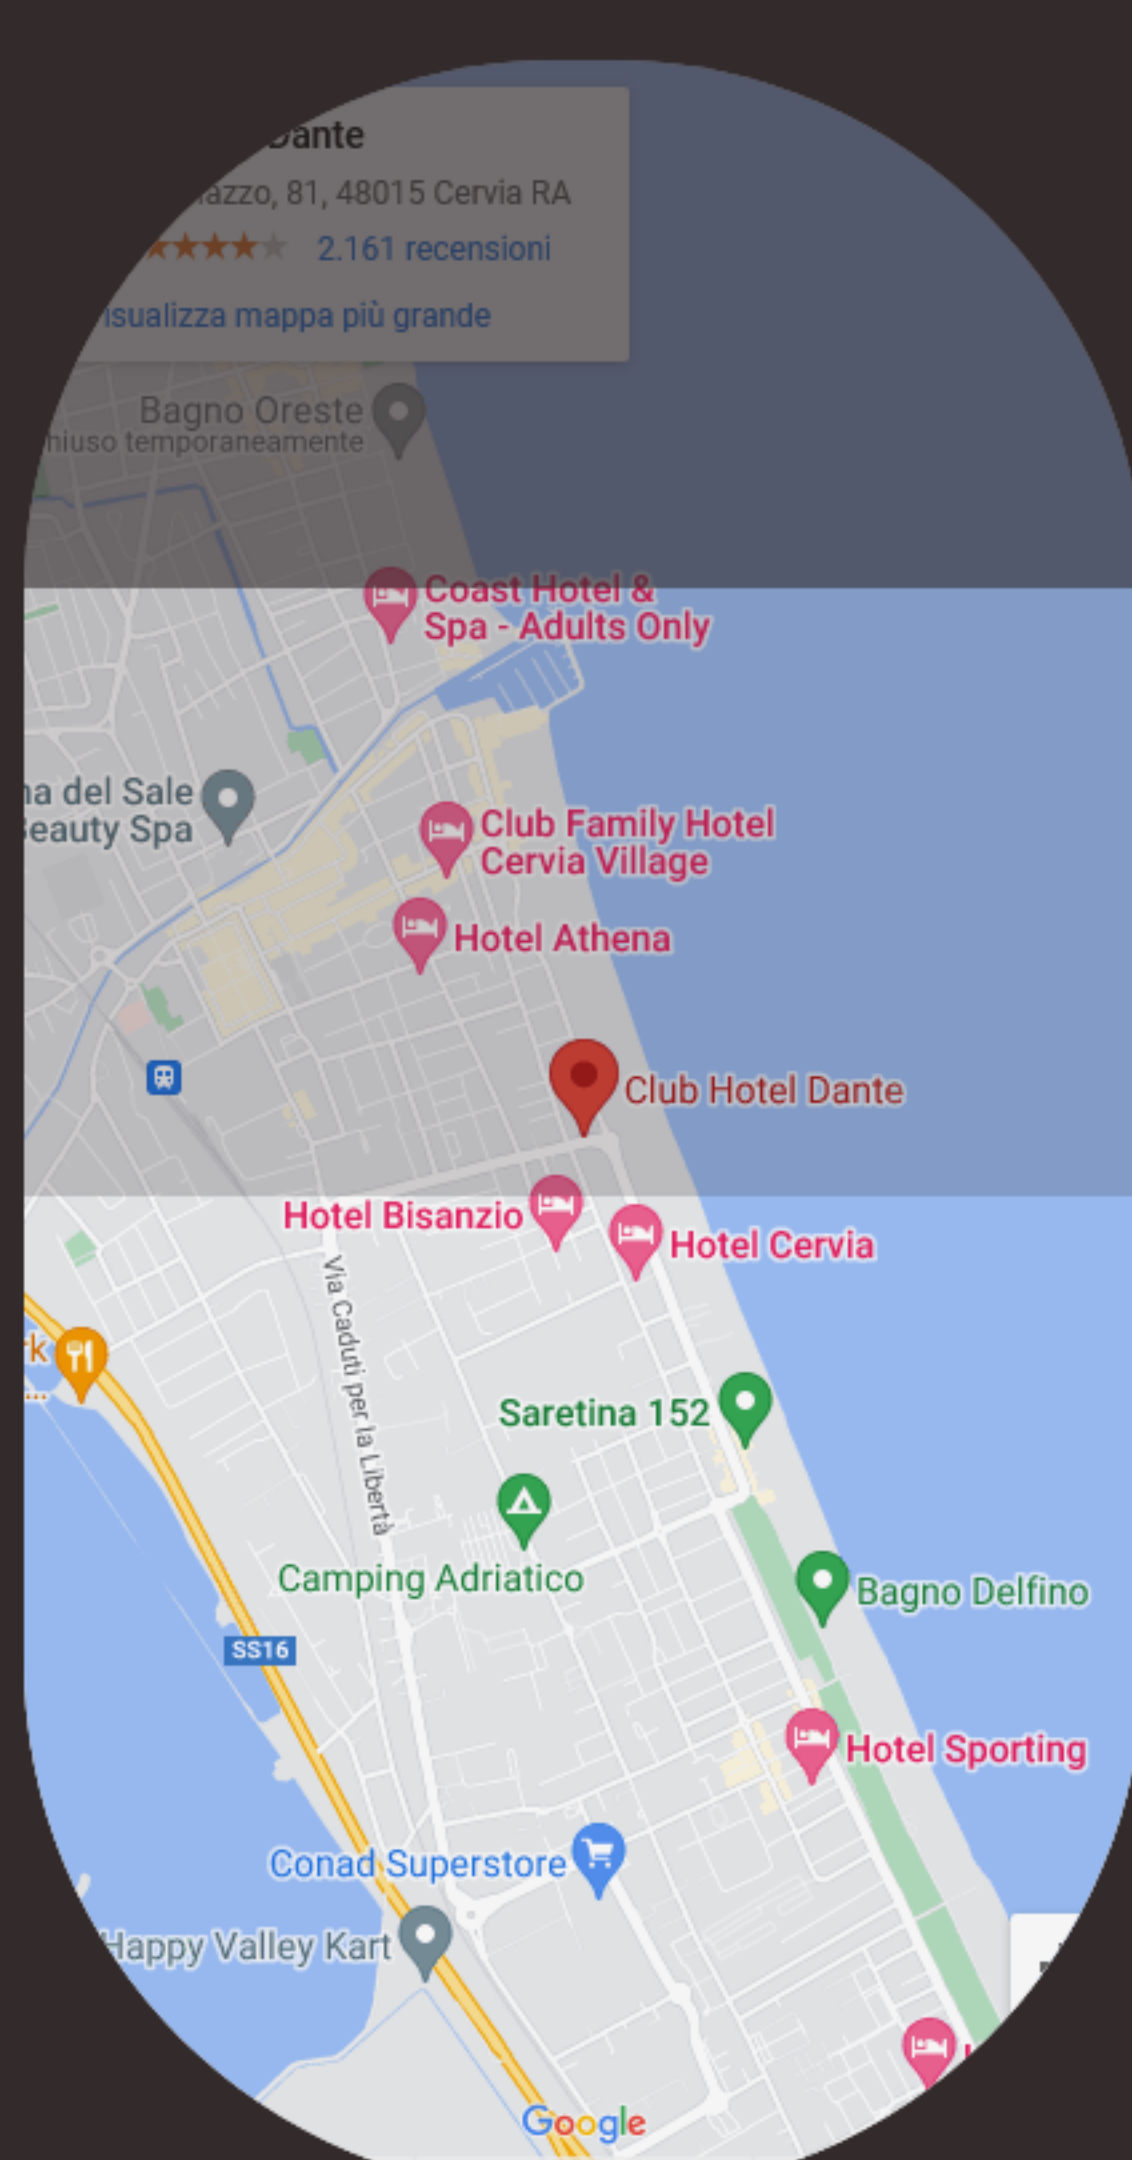 Dante
azzo, 81, 48015 Cervia RA
2.161 recensioni
isualizza mappa più grande
Bagno Oreste
hiuso temporaneamente
Coast Hotel &
Spa - Adults Only
na del Sale
Beauty Spa
Club Family Hotel
Cervia Village
Hotel Athena
Club Hotel Dante
Hotel Bisanzio
Hotel Cervia
Via Caduti per la Libertà
rk
...
Saretina 152
Camping Adriatico
Bagno Delfino
SS16
Hotel Sporting
Conad Superstore
Happy Valley Kart
Google